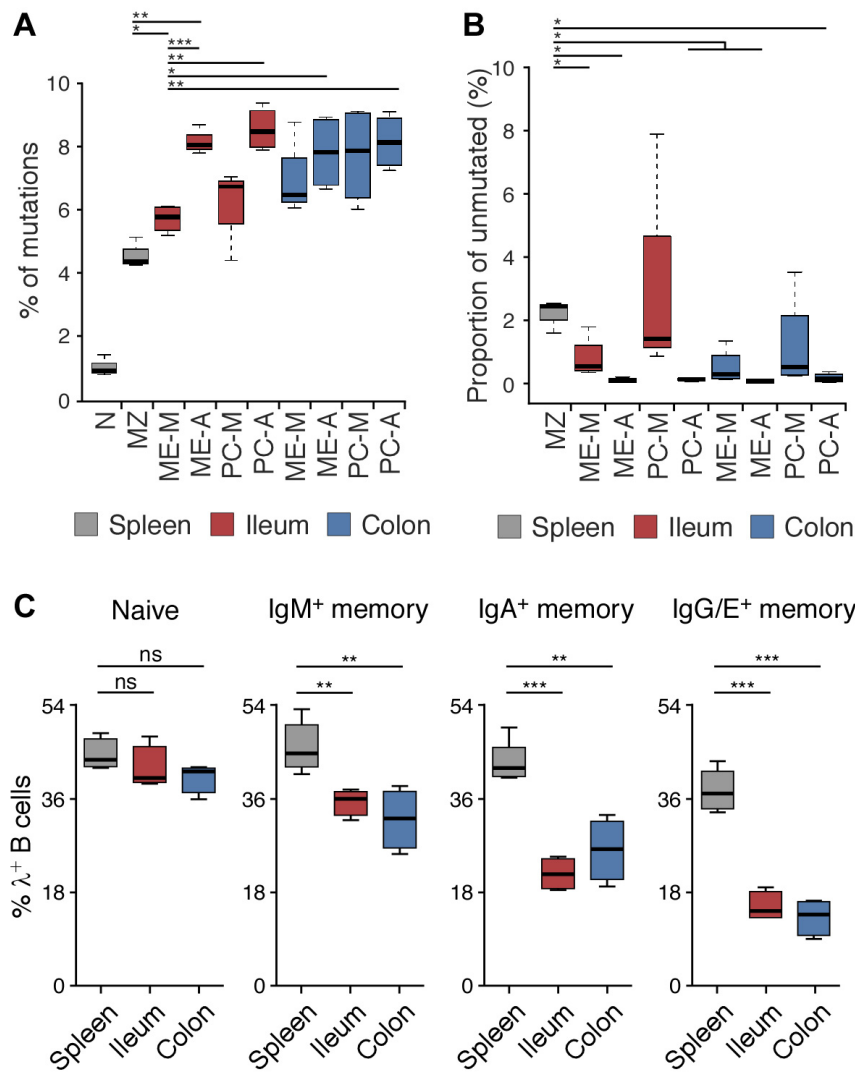 A
B
**
*
***
**
*
**
*
*
*
*
% of mutations
10
8
6
4
2
0
N
MZ
ME-M
ME-A
PC-M
PC-A
ME-M
ME-A
PC-M
PC-A
Proportion of unmutated (%)
10
8
6
4
2
0
MZ
ME-M
ME-A
PC-M
PC-A
ME-M
ME-A
PC-M
PC-A
Spleen Ileum Colon
Spleen Ileum Colon
C
Naive
IgM+ memory
IgA+ memory
IgG/E+ memory
% λ+ B cells
ns
ns
54
36
18
0
Spleen
Ileum
Colon
**
**
54
36
18
0
Spleen
Ileum
Colon
**
***
54
36
18
0
Spleen
Ileum
Colon
***
***
54
36
18
0
Spleen
Ileum
Colon